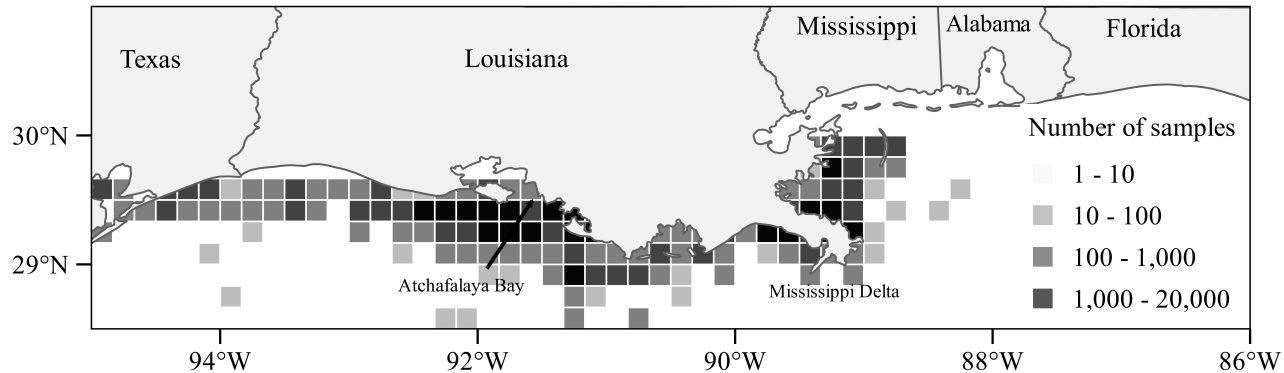 Texas
Louisiana
Mississippi
Alabama
Florida
30°N
29°N
Number of samples
1 - 10
10 - 100
100 - 1,000
1,000 - 20,000
Atchafalaya Bay
Mississippi Delta
94°W
92°W
90°W
88°W
86°W